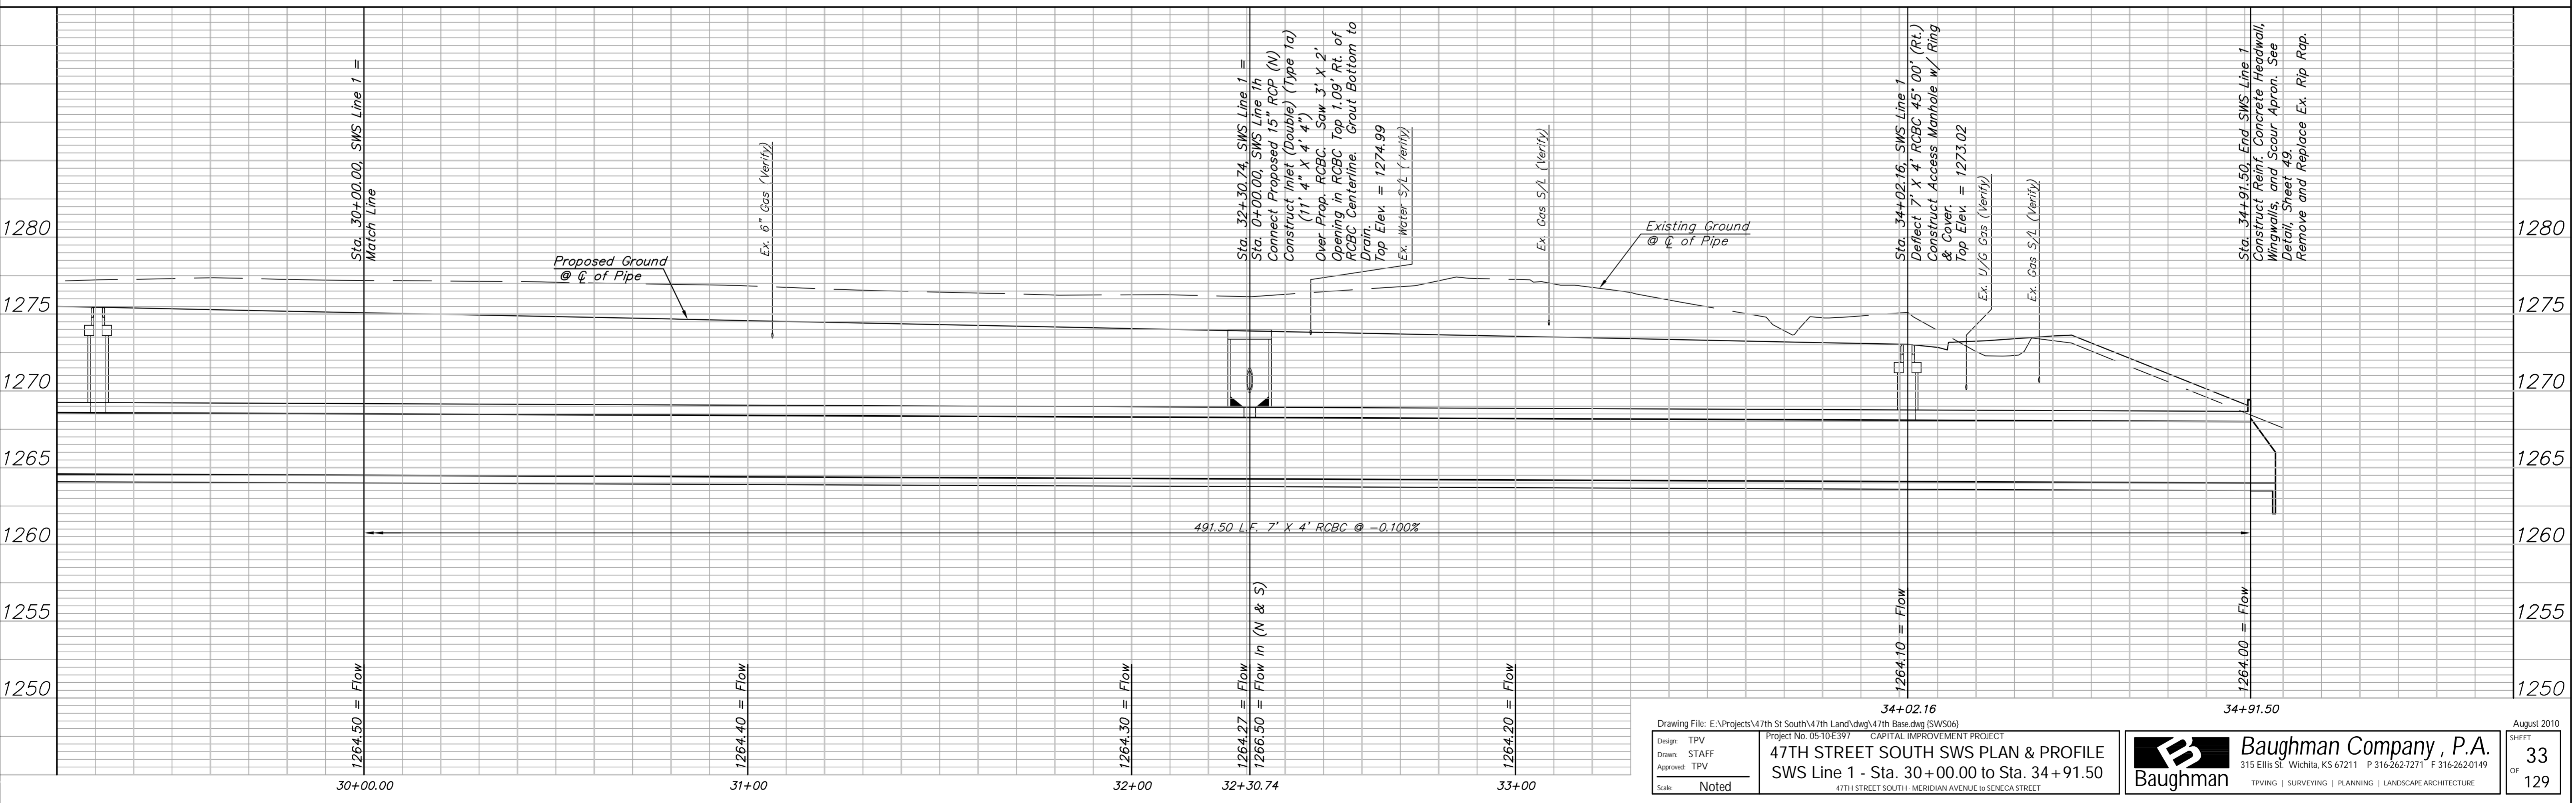 Sta. 30+00.00, SWS Line 1 =
Match Line
Ex. 6" Gas (Verify)
Sta. 32+30.74, SWS Line 1 =
Sta. 0+00.00, SWS Line 1h
Connect Proposed 15" RCP (N)
Construct Inlet (Double) (Type 1a)
(11' 4" X 4' 4")
Over Prop. RCBC. Saw 3' X 2'
Opening in RCBC Top 1.09' Rt. of
RCBC Centerline. Grout Bottom to
Drain.
Top Elev. = 1274.99
Ex. Water S/L (Verify)
Ex. Gas S/L (Verify)
Sta. 34+02.16, SWS Line 1
Deflect 7' X 4' RCBC 45° 00' (Rt.)
Construct Access Manhole w/ Ring
& Cover.
Top Elev. = 1273.02
Ex. U/G Gas (Verify)
Ex. Gas S/L (Verify)
Sta. 34+91.50, End SWS Line 1
Construct Reinf. Concrete Headwall,
Wingwalls, and Scour Apron. See
Detail, Sheet 49.
Remove and Replace Ex. Rip Rap.
Proposed Ground
@ ℄ of Pipe
Existing Ground
@ ℄ of Pipe
1280
1275
1270
1265
1260
1255
1250
1280
1275
1270
1265
1260
1255
1250
491.50 L.F. 7' X 4' RCBC @ -0.100%
1264.50 = Flow
1264.40 = Flow
1264.30 = Flow
1264.27 = Flow
1266.50 = Flow In (N & S)
1264.20 = Flow
1264.10 = Flow
1264.00 = Flow
30+00.00
31+00
32+00
32+30.74
33+00
34+02.16
34+91.50
Drawing File: E:\Projects\47th St South\47th Land\dwg\47th Base.dwg (SWS06)
August 2010
Design: TPV
Drawn: STAFF
Approved: TPV
Scale: Noted
Project No. 05-10-E397 CAPITAL IMPROVEMENT PROJECT
47TH STREET SOUTH SWS PLAN & PROFILE
SWS Line 1 - Sta. 30+00.00 to Sta. 34+91.50
47TH STREET SOUTH - MERIDIAN AVENUE to SENECA STREET
B
Baughman
Baughman Company, P.A.
315 Ellis St. Wichita, KS 67211 P 316-262-7271 F 316-262-0149
TPVING | SURVEYING | PLANNING | LANDSCAPE ARCHITECTURE
SHEET
33
OF
129